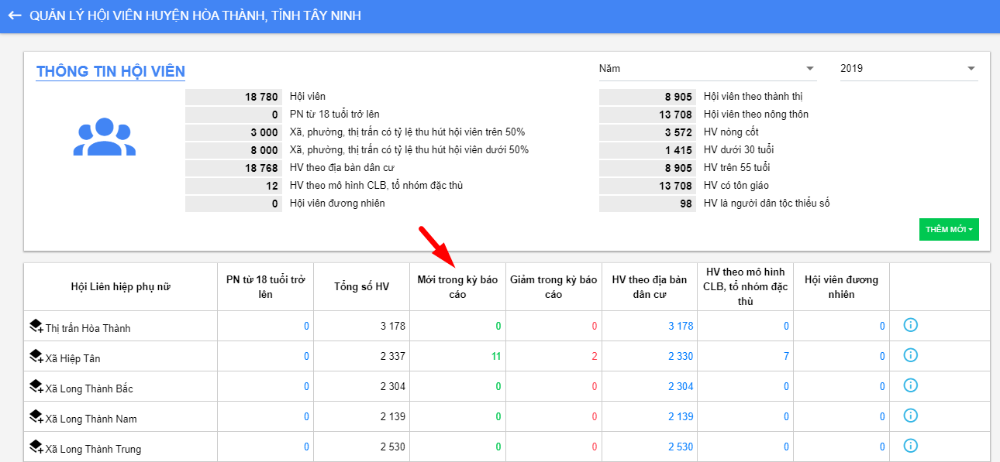 QUẢN LÝ HỘI VIÊN HUYỆN HÒA THÀNH, TỈNH TÂY NINH
THÔNG TIN HỘI VIÊN
Năm
2019
18 780 Hội viên
0 PN từ 18 tuổi trở lên
3 000 Xã, phường, thị trấn có tỷ lệ thu hút hội viên trên 50%
8 000 Xã, phường, thị trấn có tỷ lệ thu hút hội viên dưới 50%
18 768 HV theo địa bàn dân cư
12 HV theo mô hình CLB, tổ nhóm đặc thù
0 Hội viên đương nhiên
8 905 Hội viên theo thành thị
13 708 Hội viên theo nông thôn
3 572 HV nòng cốt
1 415 HV dưới 30 tuổi
8 905 HV trên 55 tuổi
13 708 HV có tôn giáo
98 HV là người dân tộc thiểu số
THÊM MỚI
Hội Liên hiệp phụ nữ
PN từ 18 tuổi trở
lên
Tổng số HV
Mới trong kỳ báo
cáo
Giảm trong kỳ báo
cáo
HV theo địa bàn
dân cư
HV theo mô hình
CLB, tổ nhóm đặc
thù
Hội viên đương
nhiên
Thị trấn Hòa Thành 0 3 178 0 0 3 178 0 0
Xã Hiệp Tân 0 2 337 11 2 2 330 7 0
Xã Long Thành Bắc 0 2 304 0 0 2 304 0 0
Xã Long Thành Nam 0 2 139 0 0 2 139 0 0
Xã Long Thành Trung 0 2 530 0 0 2 530 0 0